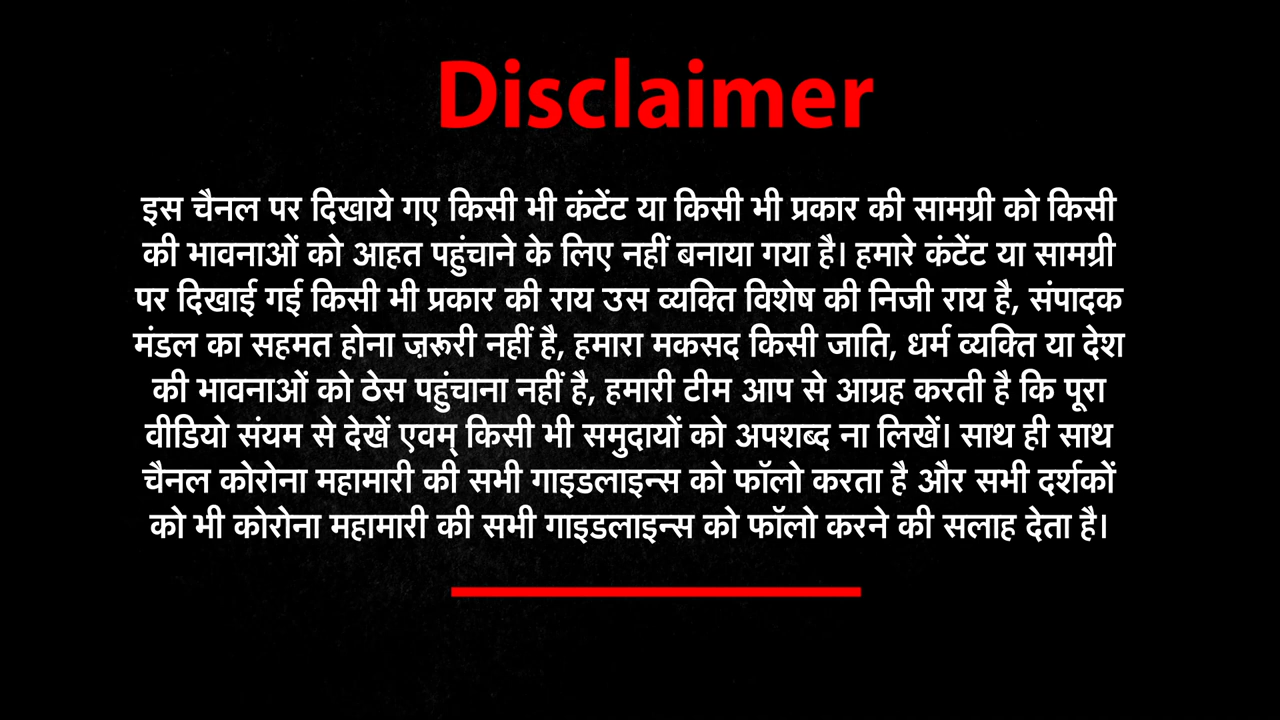 Disclaimer
इस चैनल पर दिखाये गए किसी भी कंटेंट या किसी भी प्रकार की सामग्री को किसी
की भावनाओं को आहत पहुंचाने के लिए नहीं बनाया गया है। हमारे कंटेंट या सामग्री
पर दिखाई गई किसी भी प्रकार की राय उस व्यक्ति विशेष की निजी राय है, संपादक
मंडल का सहमत होना ज़रूरी नहीं है, हमारा मकसद किसी जाति, धर्म व्यक्ति या देश
की भावनाओं को ठेस पहुंचाना नहीं है, हमारी टीम आप से आग्रह करती है कि पूरा
वीडियो संयम से देखें एवम् किसी भी समुदायों को अपशब्द ना लिखें। साथ ही साथ
चैनल कोरोना महामारी की सभी गाइडलाइन्स को फॉलो करता है और सभी दर्शकों
को भी कोरोना महामारी की सभी गाइडलाइन्स को फॉलो करने की सलाह देता है।